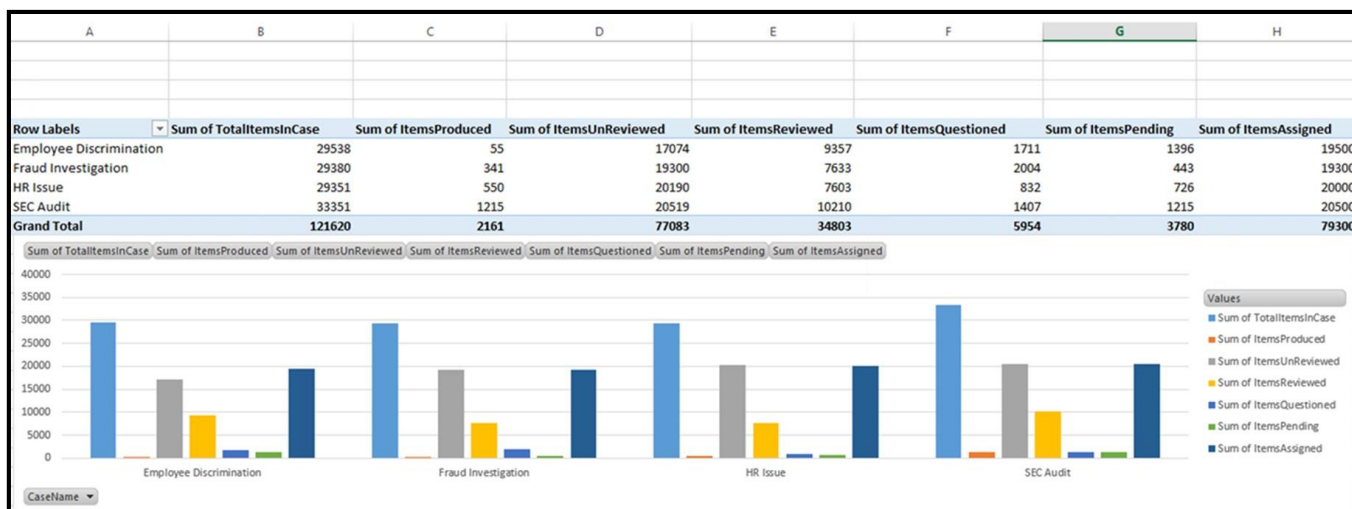 A B C D E F G H
Row Labels Sum of TotalItemsInCase Sum of ItemsProduced Sum of ItemsUnReviewed Sum of ItemsReviewed Sum of ItemsQuestioned Sum of ItemsPending Sum of ItemsAssigned
Employee Discrimination 29538 55 17074 9357 1711 1396 19500
Fraud Investigation 29380 341 19300 7633 2004 443 19300
HR Issue 29351 550 20190 7603 832 726 20000
SEC Audit 33351 1215 20519 10210 1407 1215 20500
Grand Total 121620 2161 77083 34803 5954 3780 79300
Sum of TotalItemsInCase Sum of ItemsProduced Sum of ItemsUnReviewed Sum of ItemsReviewed Sum of ItemsQuestioned Sum of ItemsPending Sum of ItemsAssigned
40000
35000
30000
25000
20000
15000
10000
5000
0
Employee Discrimination Fraud Investigation HR Issue SEC Audit
Values
Sum of TotalItemsInCase
Sum of ItemsProduced
Sum of ItemsUnReviewed
Sum of ItemsReviewed
Sum of ItemsQuestioned
Sum of ItemsPending
Sum of ItemsAssigned
CaseName